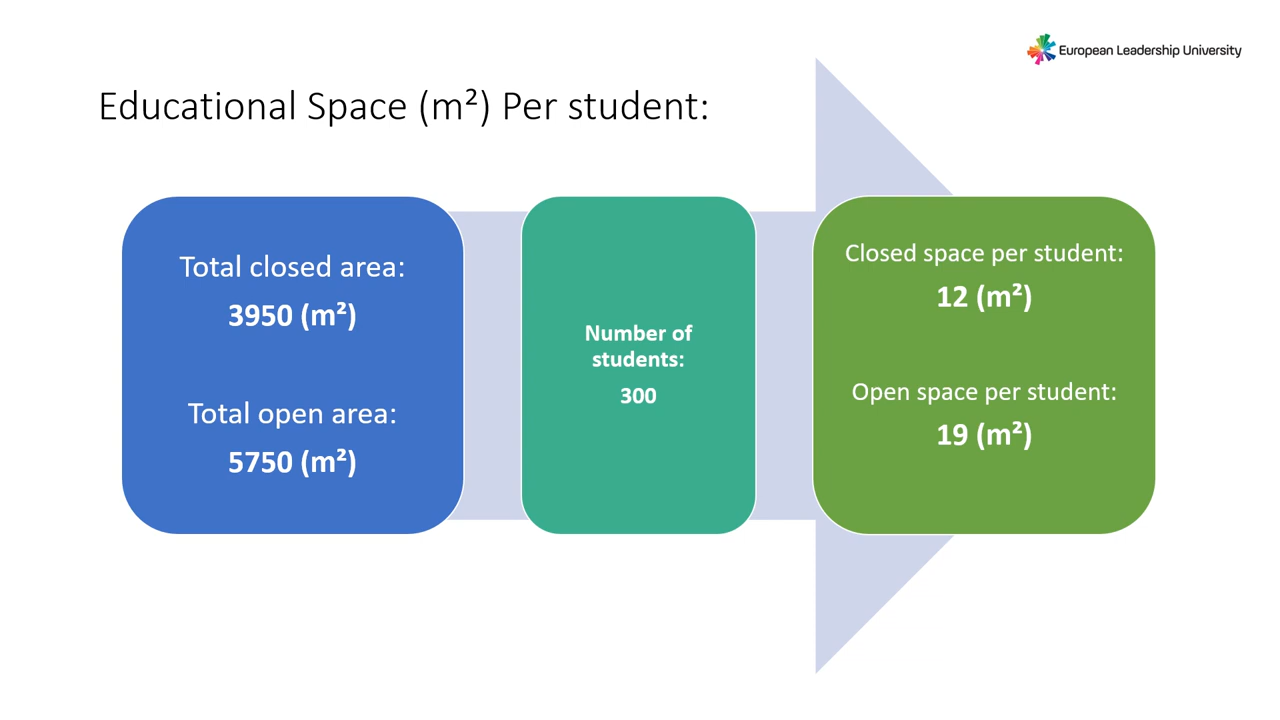 European Leadership University
Educational Space (m²) Per student:
Total closed area:
3950 (m²)
Total open area:
5750 (m²)
Number of
students:
300
Closed space per student:
12 (m²)
Open space per student:
19 (m²)